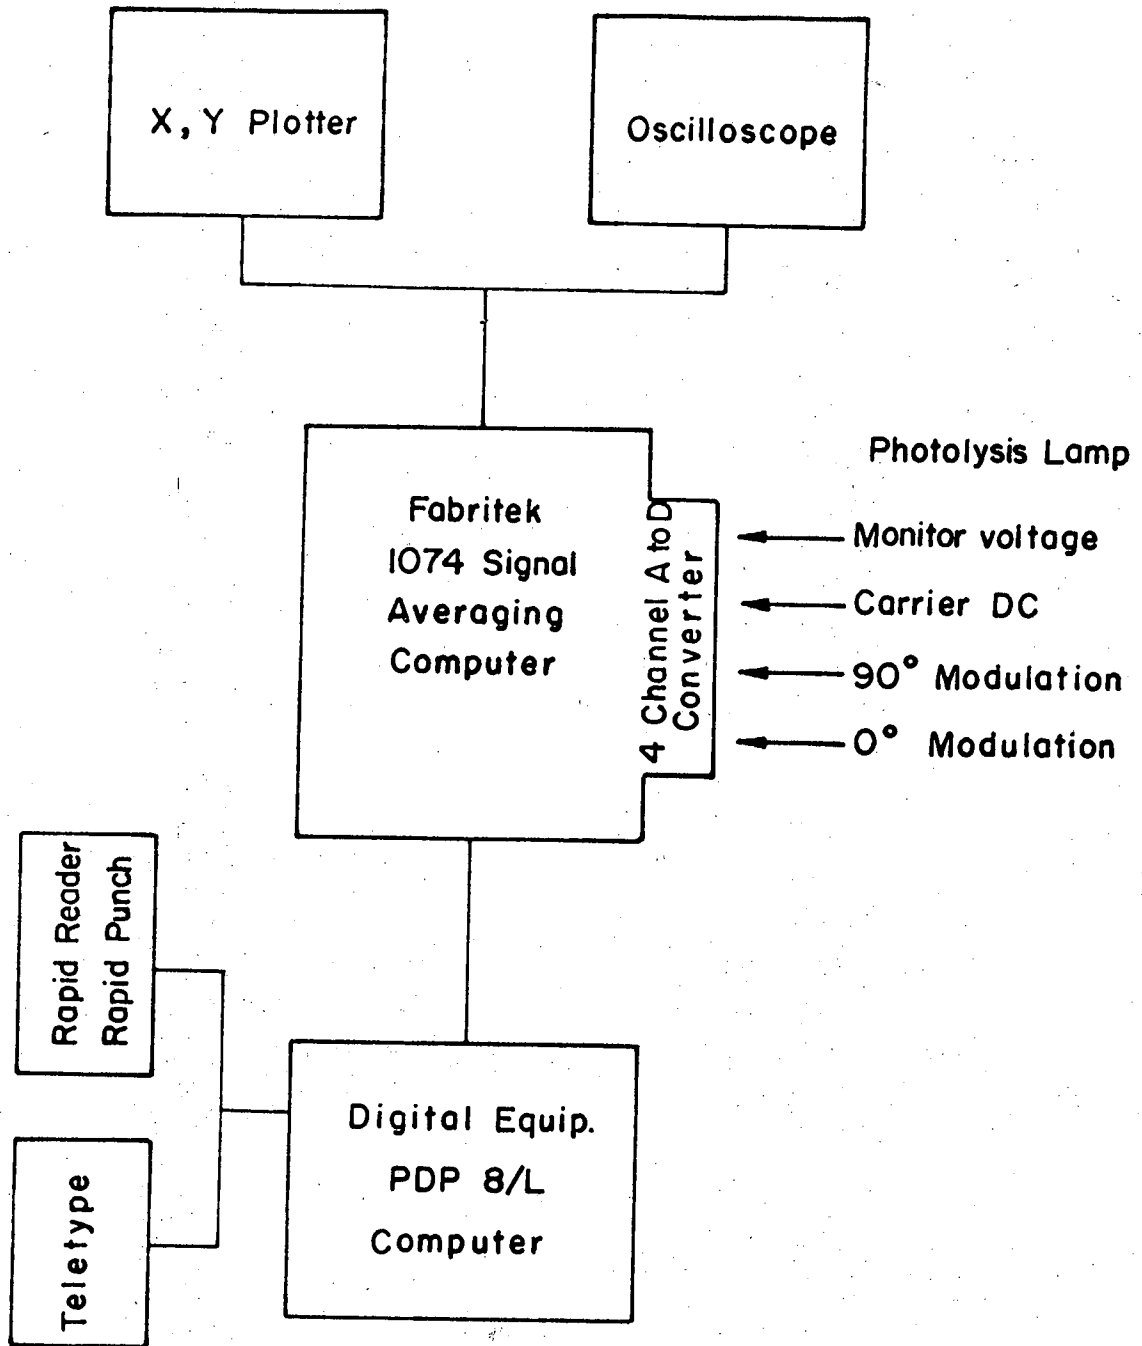 X, Y Plotter
Oscilloscope
Fabritek
1074 Signal
Averaging
Computer
4 Channel A to D
Converter
Photolysis Lamp
Monitor voltage
Carrier DC
90° Modulation
0° Modulation
Rapid Reader
Rapid Punch
Teletype
Digital Equip.
PDP 8/L
Computer